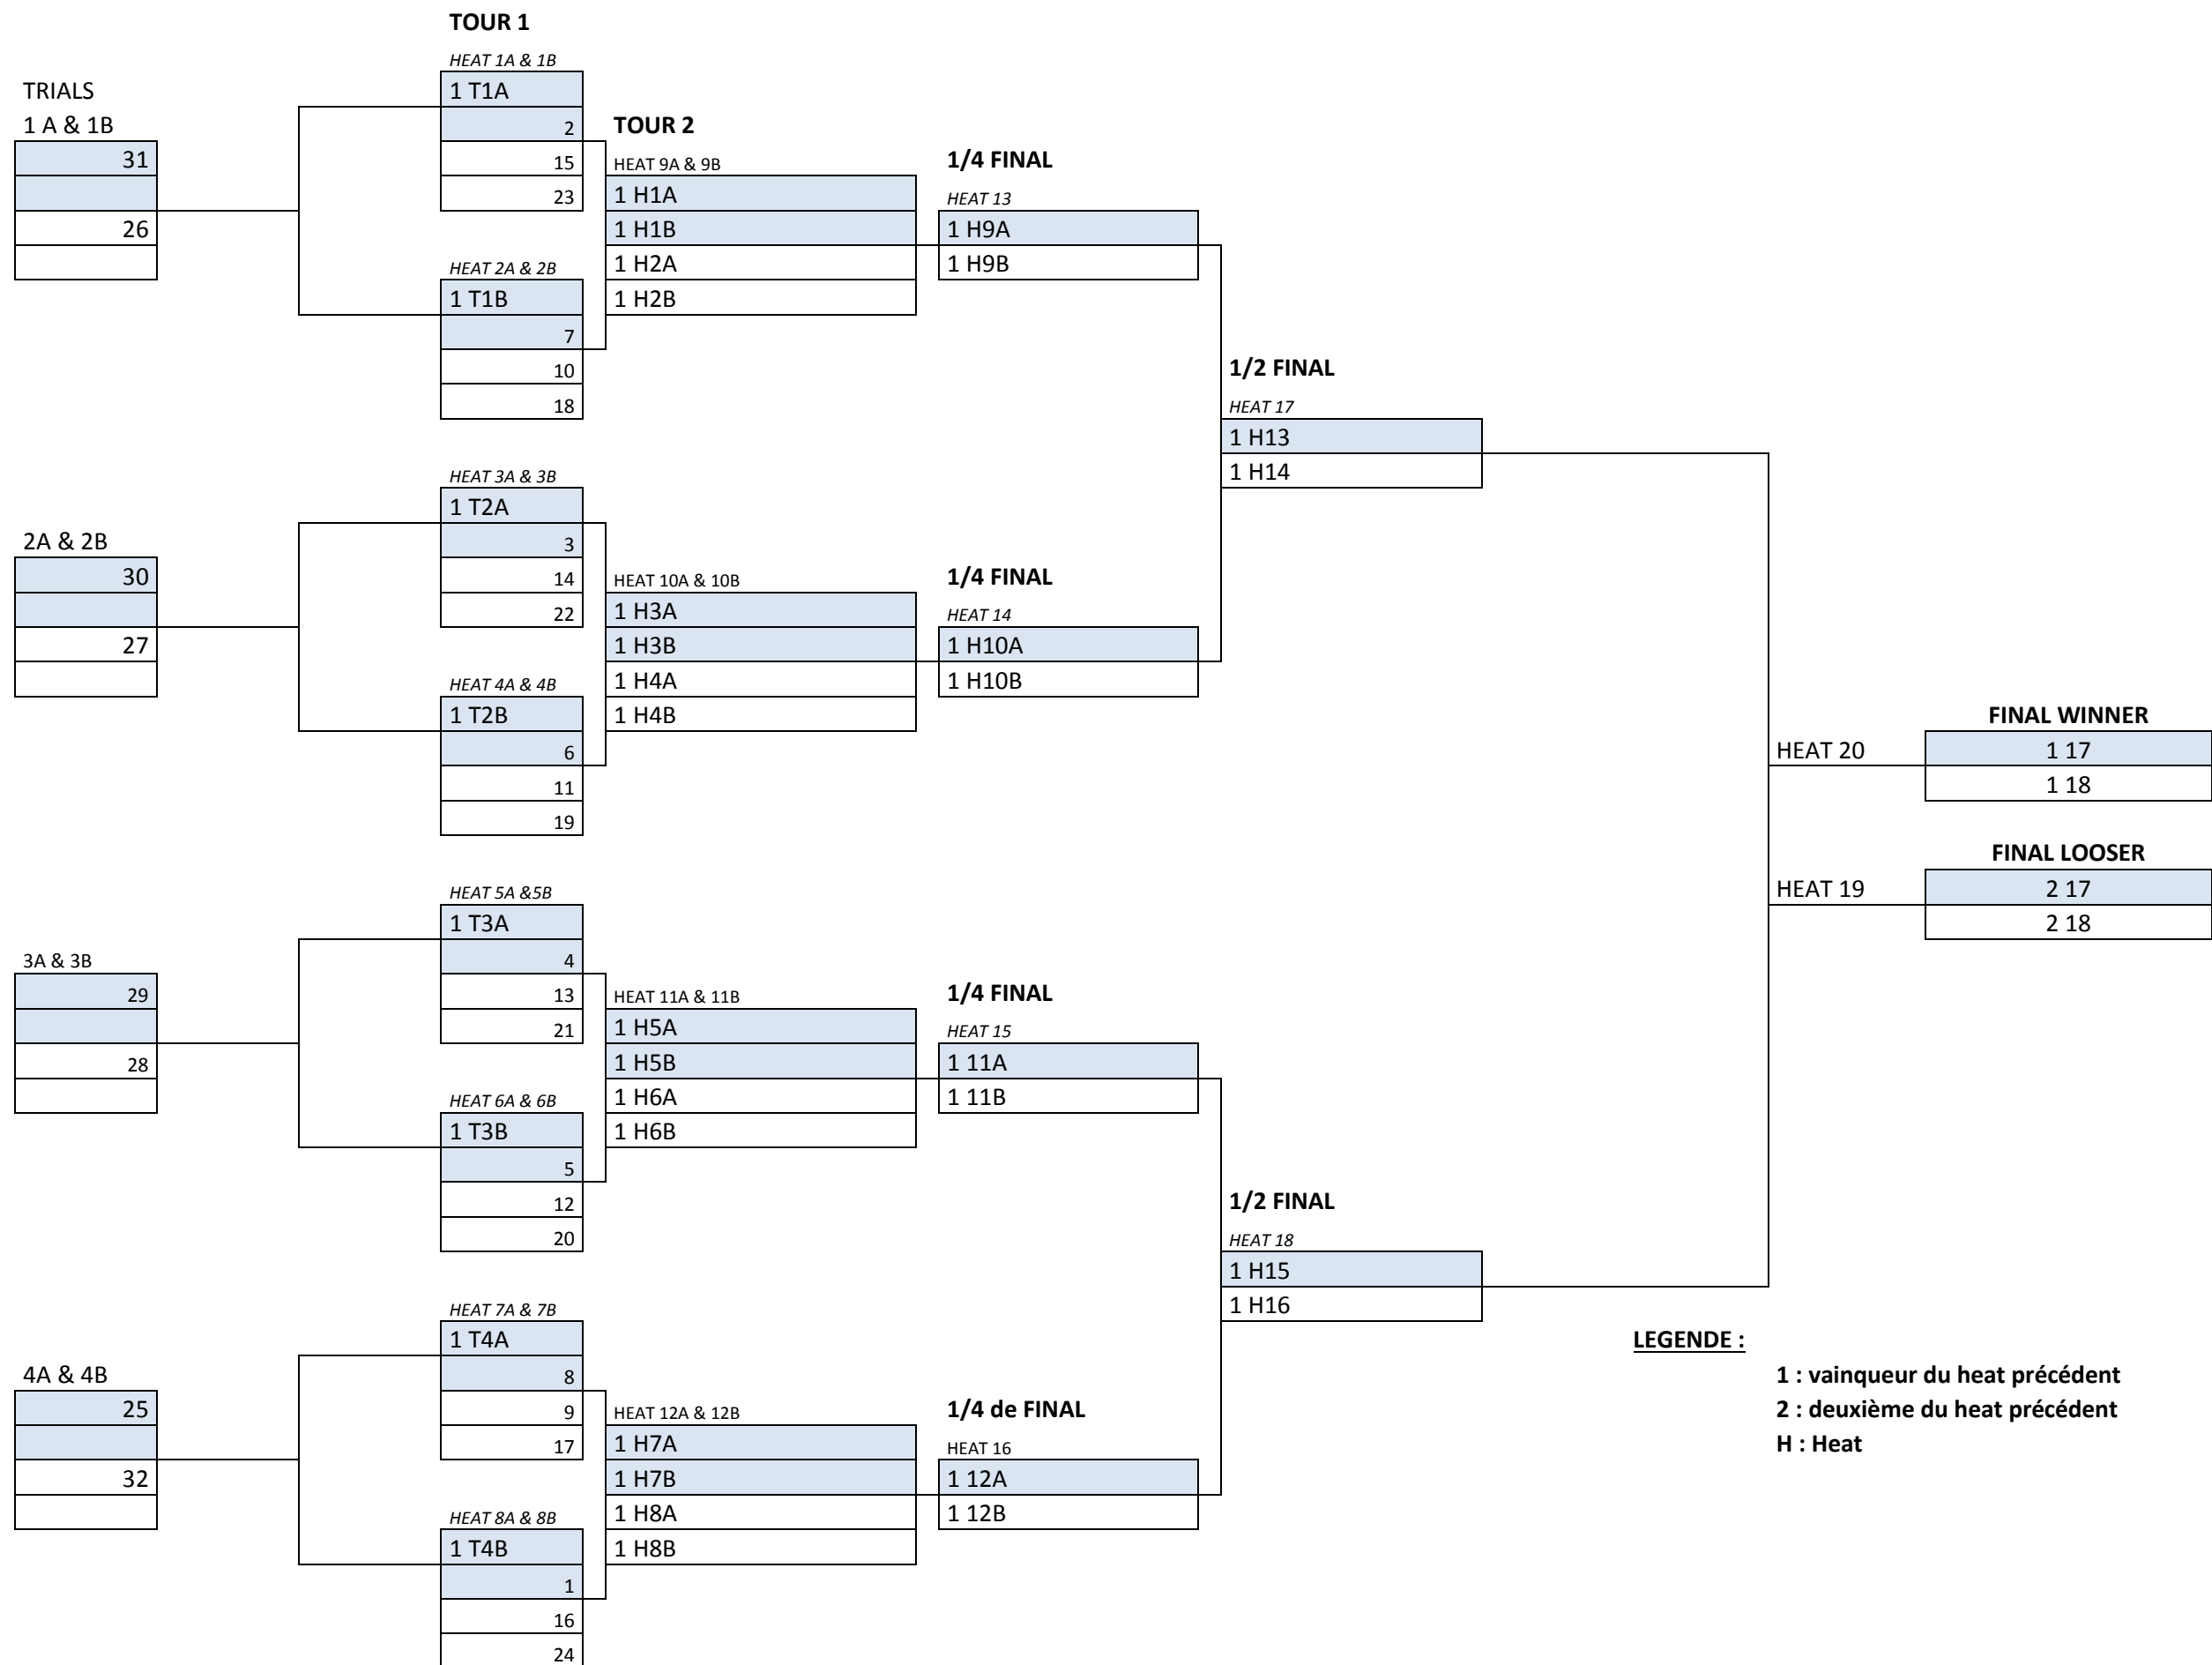 TRIALS
1 A & 1B
31
26
2A & 2B
30
27
3A & 3B
29
28
4A & 4B
25
32
TOUR 1
HEAT 1A & 1B
1 T1A
2
15
23
HEAT 2A & 2B
1 T1B
7
10
18
HEAT 3A & 3B
1 T2A
3
14
22
HEAT 4A & 4B
1 T2B
6
11
19
HEAT 5A &5B
1 T3A
4
13
21
HEAT 6A & 6B
1 T3B
5
12
20
HEAT 7A & 7B
1 T4A
8
9
17
HEAT 8A & 8B
1 T4B
1
16
24
TOUR 2
HEAT 9A & 9B
1 H1A
1 H1B
1 H2A
1 H2B
HEAT 10A & 10B
1 H3A
1 H3B
1 H4A
1 H4B
HEAT 11A & 11B
1 H5A
1 H5B
1 H6A
1 H6B
HEAT 12A & 12B
1 H7A
1 H7B
1 H8A
1 H8B
1/4 FINAL
HEAT 13
1 H9A
1 H9B
1/4 FINAL
HEAT 14
1 H10A
1 H10B
1/4 FINAL
HEAT 15
1 11A
1 11B
1/4 de FINAL
HEAT 16
1 12A
1 12B
1/2 FINAL
HEAT 17
1 H13
1 H14
1/2 FINAL
HEAT 18
1 H15
1 H16
FINAL WINNER
HEAT 20
1 17
1 18
FINAL LOOSER
HEAT 19
2 17
2 18
LEGENDE :
1 : vainqueur du heat précédent
2 : deuxième du heat précédent
H : Heat